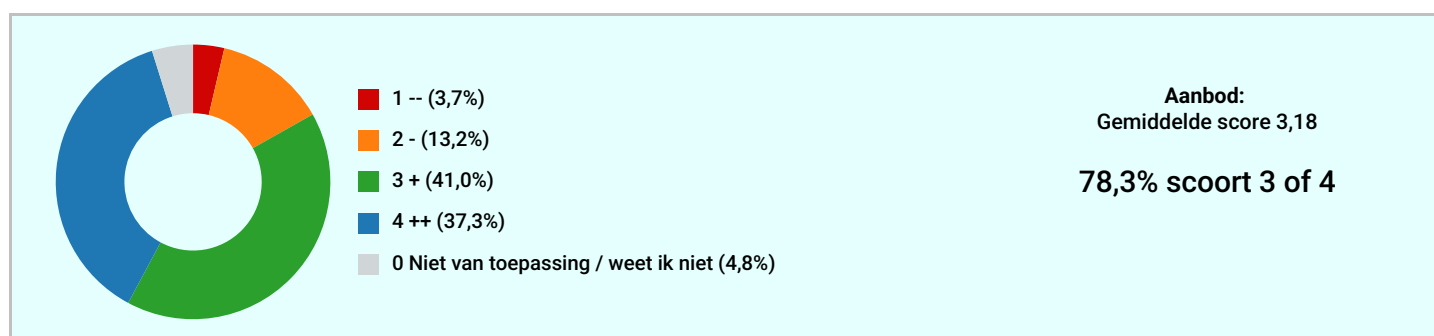 1 -- (3,7%)
2 - (13,2%)
3 + (41,0%)
4 ++ (37,3%)
0 Niet van toepassing / weet ik niet (4,8%)
Aanbod:
Gemiddelde score 3,18
78,3% scoort 3 of 4